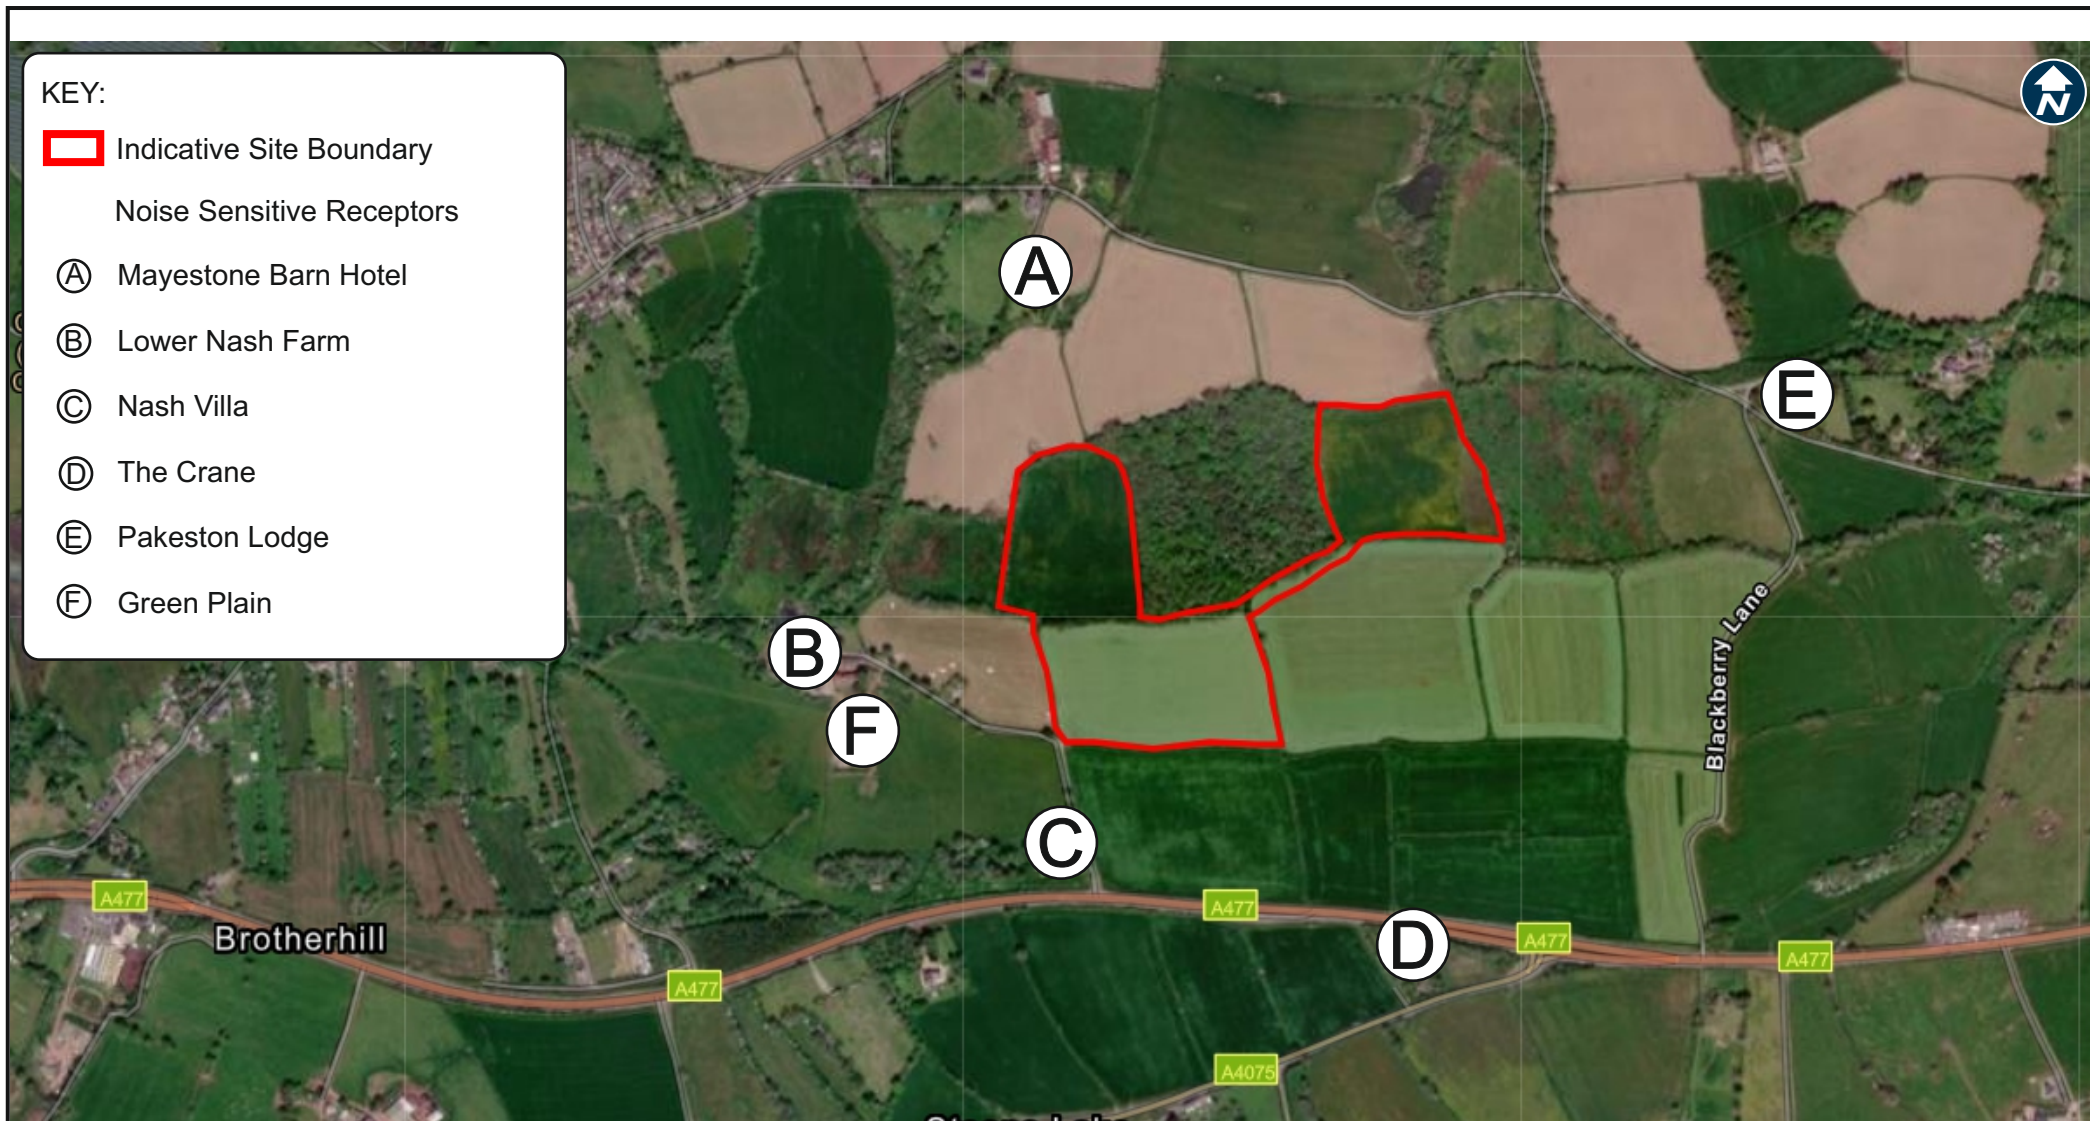 KEY:
Indicative Site Boundary
Noise Sensitive Receptors
A Mayestone Barn Hotel
B Lower Nash Farm
C Nash Villa
D The Crane
E Pakeston Lodge
F Green Plain
N
A
E
B
F
C
D
Blackberry Lane
A477
A477
A477
A477
A477
Brotherhill
A4075